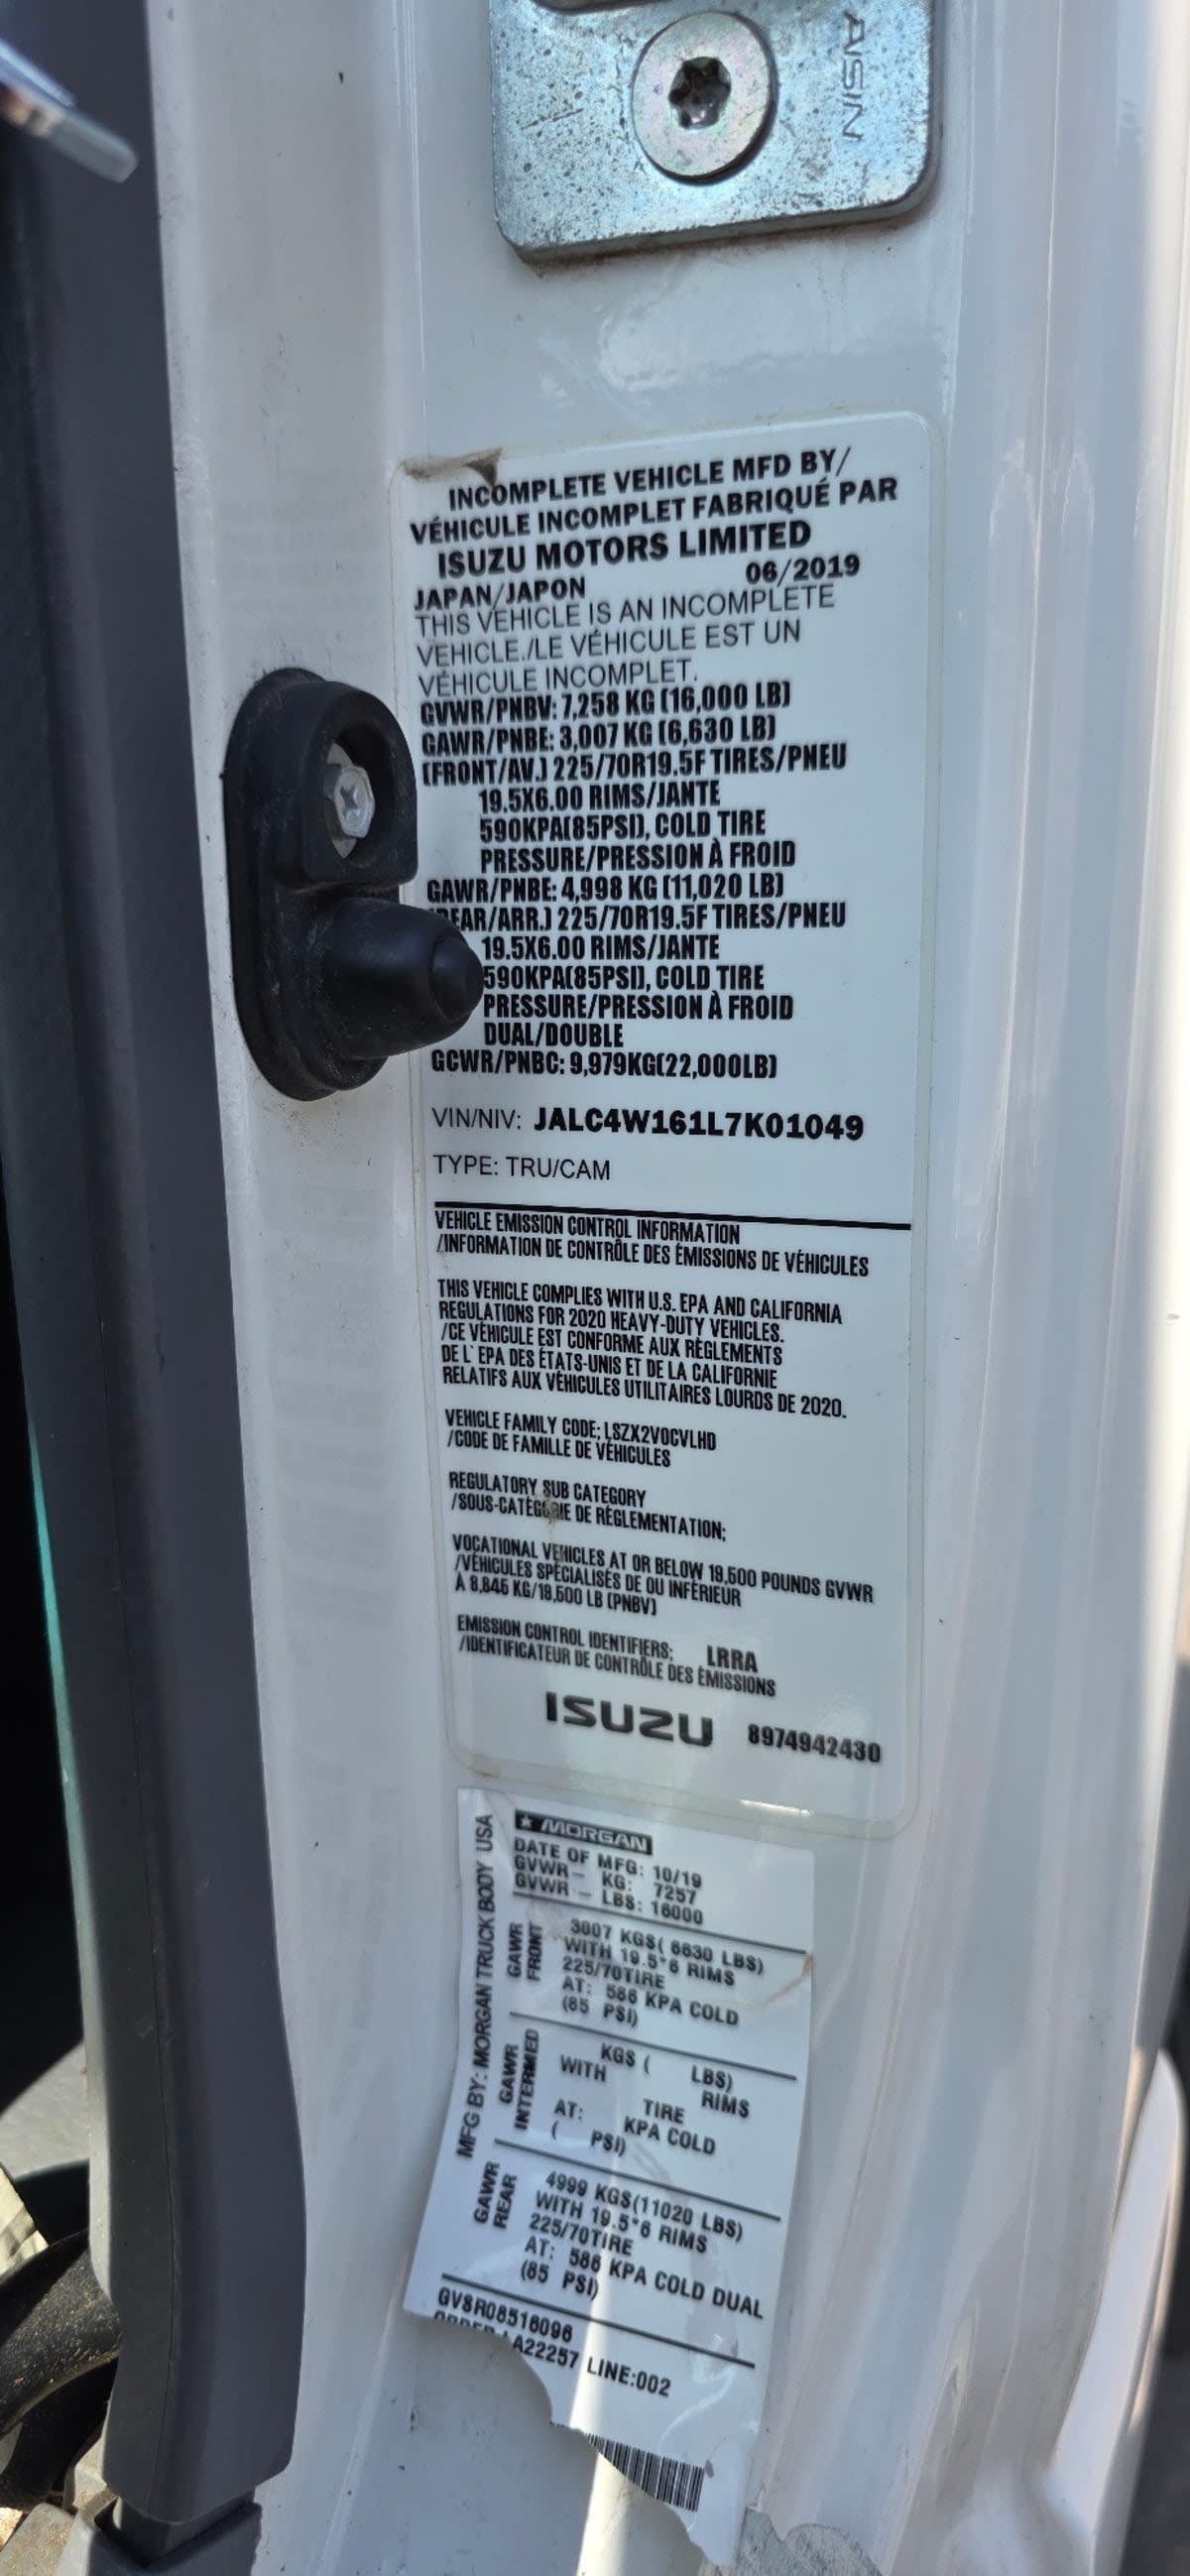 AISIN
INCOMPLETE VEHICLE MFD BY/
VÉHICULE INCOMPLET FABRIQUÉ PAR
ISUZU MOTORS LIMITED
JAPAN/JAPON 06/2019
THIS VEHICLE IS AN INCOMPLETE
VEHICLE./LE VÉHICULE EST UN
VÉHICULE INCOMPLET.
GVWR/PNBV: 7,258 KG (16,000 LB)
GAWR/PNBE: 3,007 KG (6,630 LB)
(FRONT/AV.) 225/70R19.5F TIRES/PNEU
19.5X6.00 RIMS/JANTE
590KPA(85PSI), COLD TIRE
PRESSURE/PRESSION À FROID
GAWR/PNBE: 4,998 KG (11,020 LB)
EAR/ARR.) 225/70R19.5F TIRES/PNEU
19.5X6.00 RIMS/JANTE
590KPA(85PSI), COLD TIRE
PRESSURE/PRESSION À FROID
DUAL/DOUBLE
GCWR/PNBC: 9,979KG(22,000LB)
VIN/NIV: JALC4W161L7K01049
TYPE: TRU/CAM
VEHICLE EMISSION CONTROL INFORMATION
/INFORMATION DE CONTRÔLE DES ÉMISSIONS DE VÉHICULES
THIS VEHICLE COMPLIES WITH U.S. EPA AND CALIFORNIA
REGULATIONS FOR 2020 HEAVY-DUTY VEHICLES.
/CE VÉHICULE EST CONFORME AUX RÈGLEMENTS
DE L' EPA DES ÉTATS-UNIS ET DE LA CALIFORNIE
RELATIFS AUX VÉHICULES UTILITAIRES LOURDS DE 2020.
VEHICLE FAMILY CODE; LSZX2VOCVLHD
/CODE DE FAMILLE DE VÉHICULES
REGULATORY SUB CATEGORY
/SOUS-CATÉGORIE DE RÉGLEMENTATION;
VOCATIONAL VEHICLES AT OR BELOW 19,500 POUNDS GVWR
/VÉHICULES SPÉCIALISÉS DE OU INFÉRIEUR
À 8,845 KG/19,500 LB (PNBV)
EMISSION CONTROL IDENTIFIERS; LRRA
/IDENTIFICATEUR DE CONTRÔLE DES ÉMISSIONS
ISUZU 8974942430
MFG BY: MORGAN TRUCK BODY USA
MORGAN
DATE OF MFG: 10/19
GVWR- KG: 7257
GVWR - LBS: 16000
GAWR FRONT
3007 KGS( 6630 LBS)
WITH 19.5*6 RIMS
225/70TIRE
AT: 586 KPA COLD
(85 PSI)
GAWR INTERMED
KGS ( LBS)
WITH RIMS
TIRE
AT: KPA COLD
( PSI)
GAWR REAR
4999 KGS(11020 LBS)
WITH 19.5*6 RIMS
225/70TIRE
AT: 586 KPA COLD DUAL
(85 PSI)
GVSR08516096
A22257 LINE:002